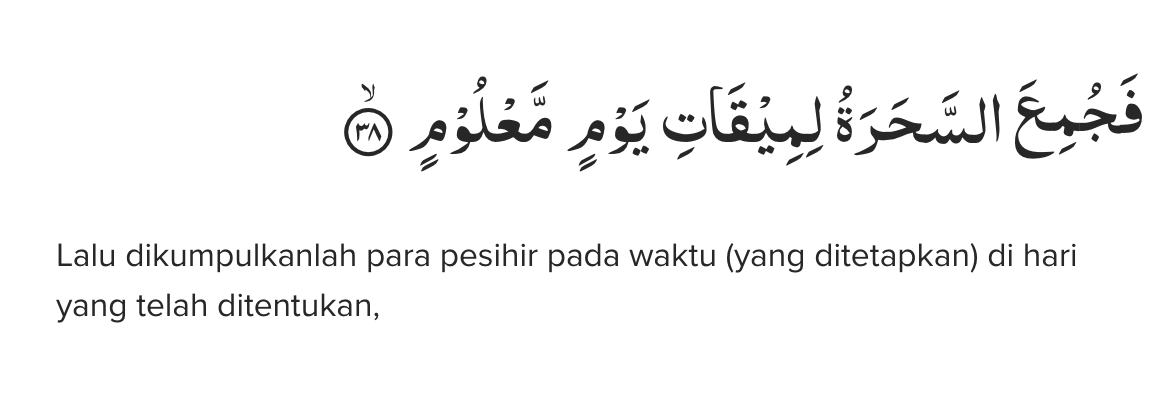 فَجُمِعَ السَّحَرَةُ لِمِيْقَاتِ يَوْمٍ مَّعْلُوْمٍ ۙ ٣٨
Lalu dikumpulkanlah para pesihir pada waktu (yang ditetapkan) di hari
yang telah ditentukan,